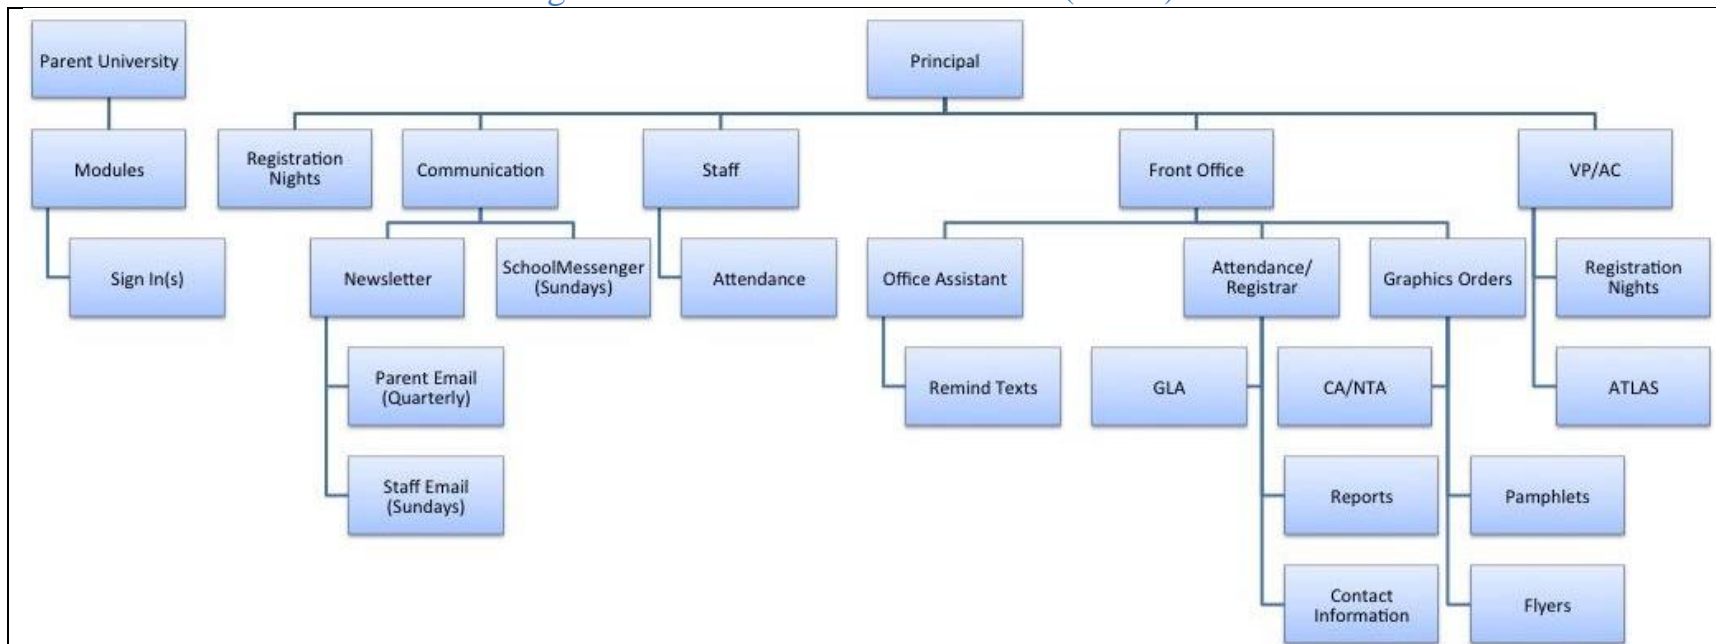 Parent University
Principal
Modules
Registration
Nights
Communication
Staff
Front Office
VP/AC
Sign In(s)
Newsletter
SchoolMessenger
(Sundays)
Attendance
Office Assistant
Attendance/
Registrar
Graphics Orders
Registration
Nights
Parent Email
(Quarterly)
Remind Texts
GLA
CA/NTA
ATLAS
Staff Email
(Sundays)
Reports
Pamphlets
Contact
Information
Flyers